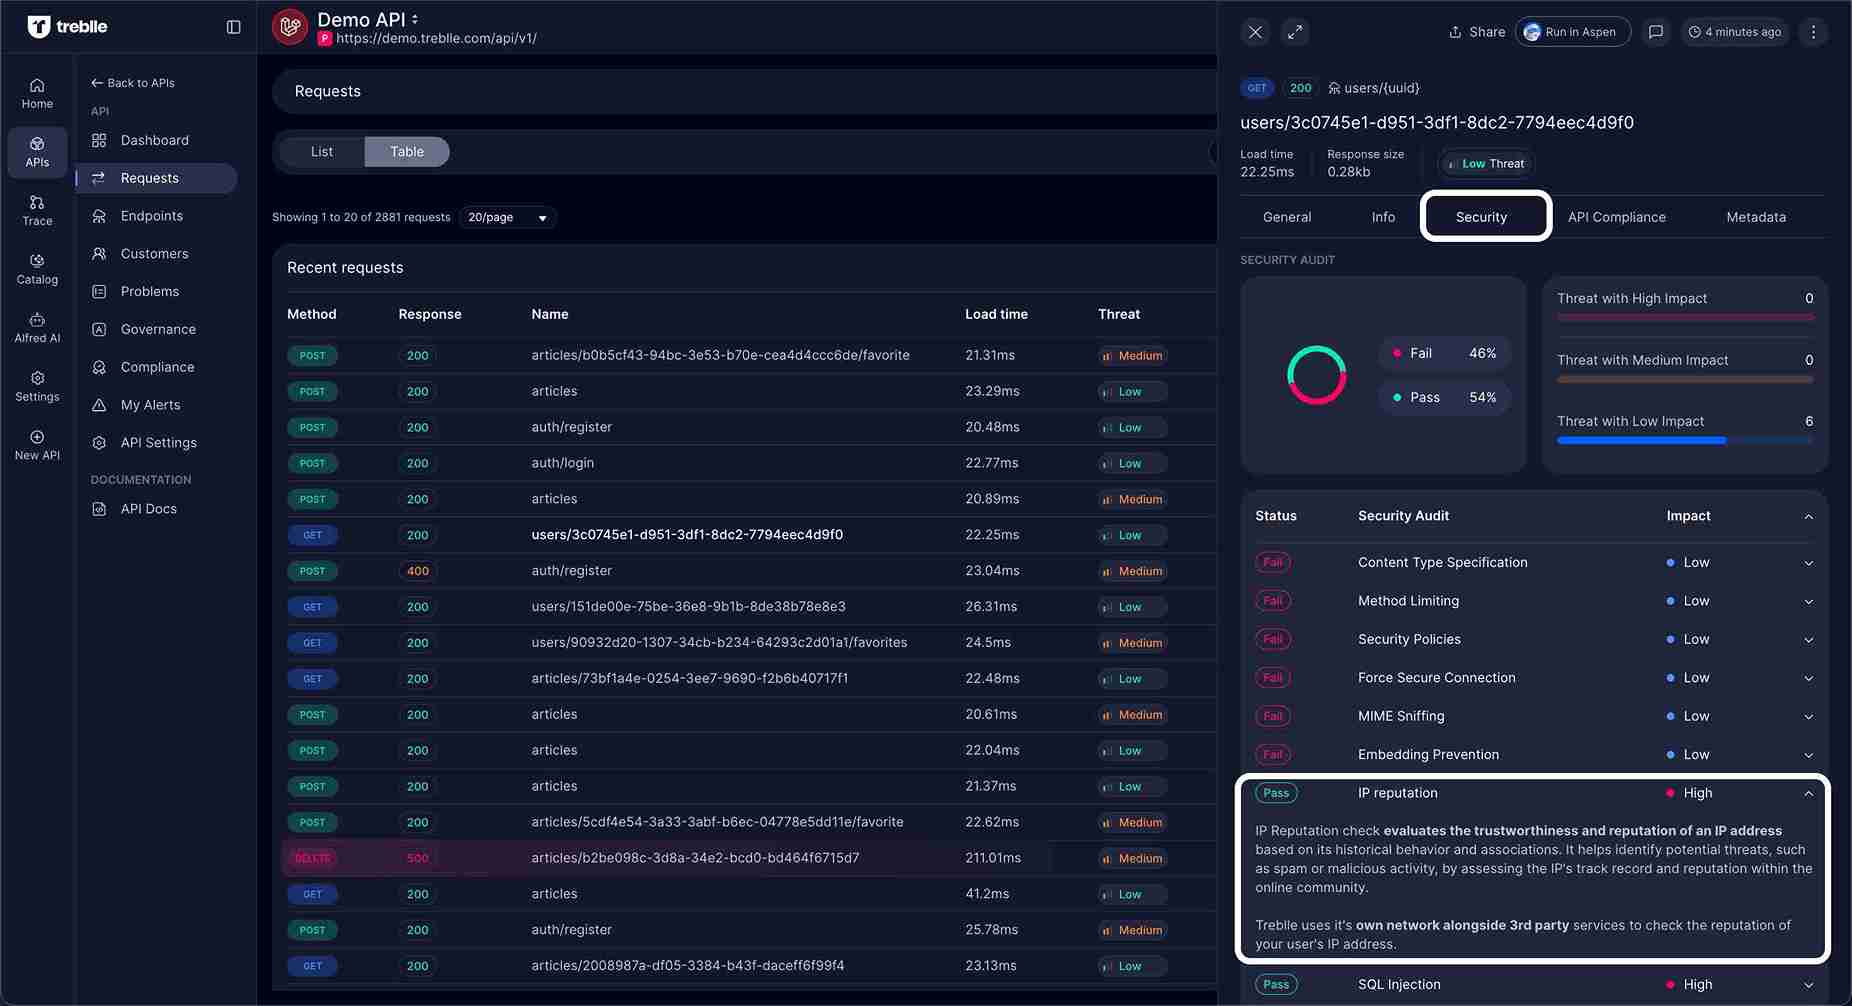 treblle
Home
APIs
Trace
Catalog
Alfred AI
Settings
New API
Back to APIs
API
Dashboard
Requests
Endpoints
Customers
Problems
Governance
Compliance
My Alerts
API Settings
DOCUMENTATION
API Docs
Demo API
P https://demo.treblle.com/api/v1/
Requests
List Table
Showing 1 to 20 of 2881 requests 20/page
Recent requests
Method Response Name Load time Threat
POST 200 articles/b0b5cf43-94bc-3e53-b70e-cea4d4ccc6de/favorite 21.31ms Medium
POST 200 articles 23.29ms Low
POST 200 auth/register 20.48ms Low
POST 200 auth/login 22.77ms Low
POST 200 articles 20.89ms Medium
GET 200 users/3c0745e1-d951-3df1-8dc2-7794eec4d9f0 22.25ms Low
POST 400 auth/register 23.04ms Medium
GET 200 users/151de00e-75be-36e8-9b1b-8de38b78e8e3 26.31ms Low
GET 200 users/90932d20-1307-34cb-b234-64293c2d01a1/favorites 24.5ms Medium
GET 200 articles/73bf1a4e-0254-3ee7-9690-f2b6b40717f1 22.48ms Low
POST 200 articles 20.61ms Medium
POST 200 articles 22.04ms Low
POST 200 articles 21.37ms Low
POST 200 articles/5cdf4e54-3a33-3abf-b6ec-04778e5dd11e/favorite 22.62ms Medium
DELETE 500 articles/b2be098c-3d8a-34e2-bcd0-bd464f6715d7 211.01ms Medium
GET 200 articles 41.2ms Low
POST 200 auth/register 25.78ms Medium
GET 200 articles/2008987a-df05-3384-b43f-daceff6f99f4 23.13ms Low
Share Run in Aspen 4 minutes ago
GET 200 users/{uuid}
users/3c0745e1-d951-3df1-8dc2-7794eec4d9f0
Load time Response size
22.25ms 0.28kb Low Threat
General Info Security API Compliance Metadata
SECURITY AUDIT
Fail 46%
Pass 54%
Threat with High Impact 0
Threat with Medium Impact 0
Threat with Low Impact 6
Status Security Audit Impact
Fail Content Type Specification Low
Fail Method Limiting Low
Fail Security Policies Low
Fail Force Secure Connection Low
Fail MIME Sniffing Low
Fail Embedding Prevention Low
Pass IP reputation High
IP Reputation check evaluates the trustworthiness and reputation of an IP address
based on its historical behavior and associations. It helps identify potential threats, such
as spam or malicious activity, by assessing the IP's track record and reputation within the
online community.
Treblle uses it's own network alongside 3rd party services to check the reputation of
your user's IP address.
Pass SQL Injection High